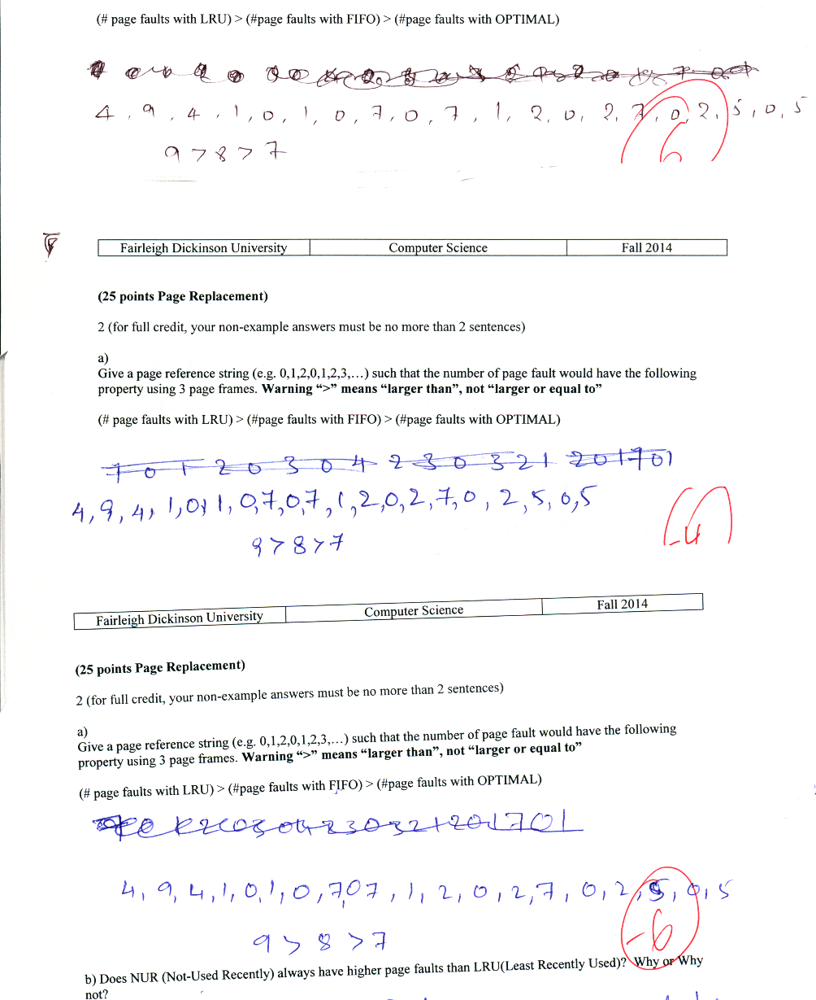 (# page faults with LRU) > (#page faults with FIFO) > (#page faults with OPTIMAL)
4, 9, 4, 1, 0, 1, 0, 7, 0, 7, 1, 2, 0, 2, 7, 0, 2, 5, 0, 5
6
9 > 8 > 7
Fairleigh Dickinson University Computer Science Fall 2014
(25 points Page Replacement)
2 (for full credit, your non-example answers must be no more than 2 sentences)
a)
Give a page reference string (e.g. 0,1,2,0,1,2,3,…) such that the number of page fault would have the following
property using 3 page frames. Warning “>” means “larger than”, not “larger or equal to”
(# page faults with LRU) > (#page faults with FIFO) > (#page faults with OPTIMAL)
7 0 1 2 0 3 0 4 2 3 0 3 2 1 2 0 1 7 0 1
4, 9, 4, 1, 0, 1, 0, 7, 0, 7, 1, 2, 0, 2, 7, 0, 2, 5, 0, 5
9 > 8 > 7
Fairleigh Dickinson University Computer Science Fall 2014
(25 points Page Replacement)
2 (for full credit, your non-example answers must be no more than 2 sentences)
a)
Give a page reference string (e.g. 0,1,2,0,1,2,3,…) such that the number of page fault would have the following
property using 3 page frames. Warning “>” means “larger than”, not “larger or equal to”
(# page faults with LRU) > (#page faults with FIFO) > (#page faults with OPTIMAL)
4, 9, 4, 1, 0, 1, 0, 7, 0, 7, 1, 2, 0, 2, 7, 0, 2, 5, 0, 5
-6
9 > 8 > 7
b) Does NUR (Not-Used Recently) always have higher page faults than LRU(Least Recently Used)? Why or Why
not?